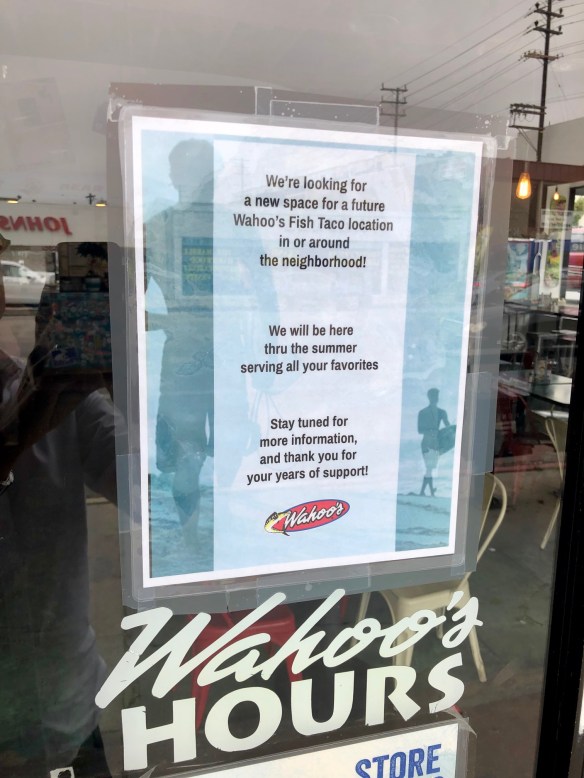 We're looking for
a new space for a future
Wahoo's Fish Taco location
in or around
the neighborhood!
We will be here
thru the summer
serving all your favorites
Stay tuned for
more information,
and thank you for
your years of support!
Wahoo's
Wahoo's
HOURS
STORE
JOHNS